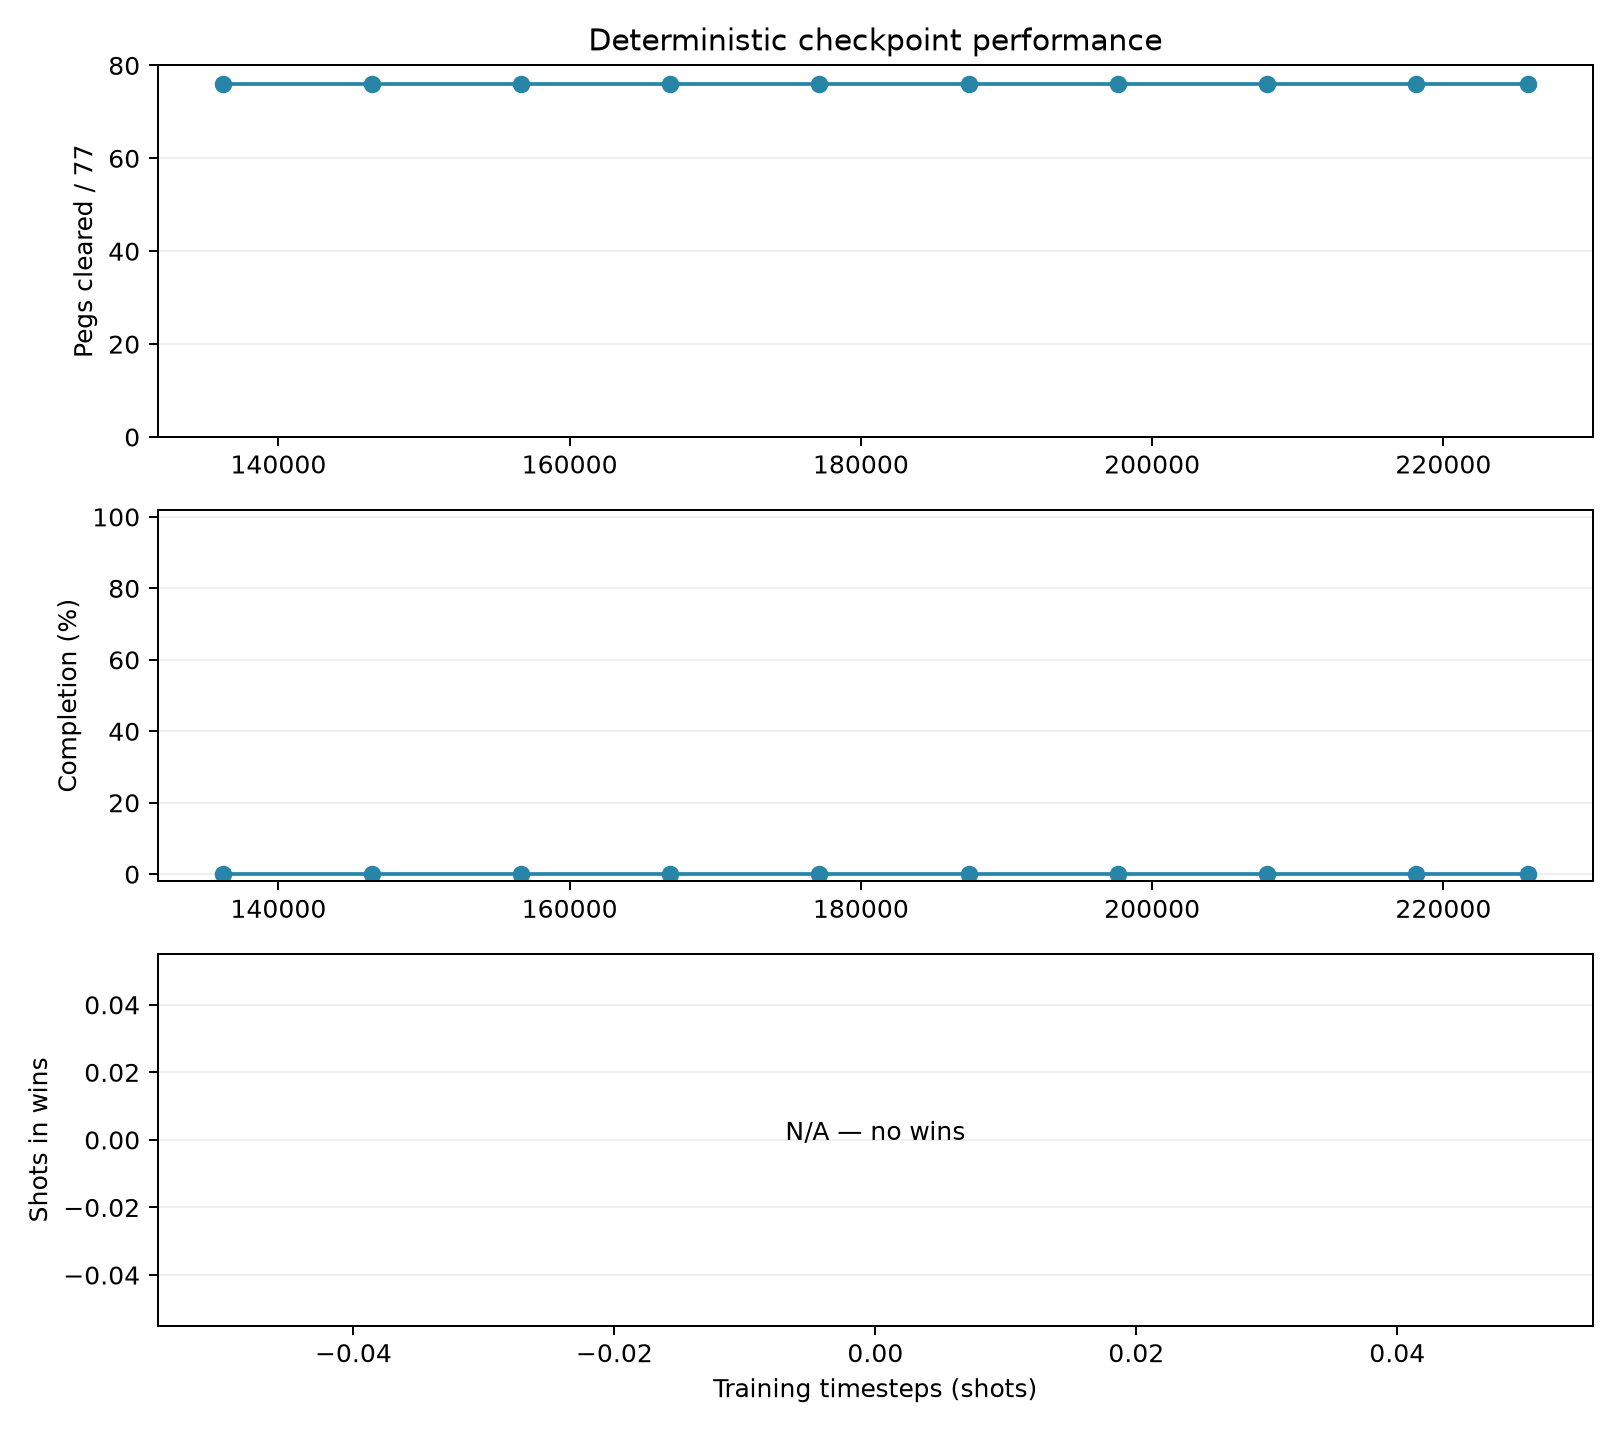 Deterministic checkpoint performance
80
60
40
20
0
Pegs cleared / 77
140000 160000 180000 200000 220000
100
80
60
40
20
0
Completion (%)
140000 160000 180000 200000 220000
0.04
0.02
0.00
−0.02
−0.04
Shots in wins
N/A — no wins
−0.04 −0.02 0.00 0.02 0.04
Training timesteps (shots)